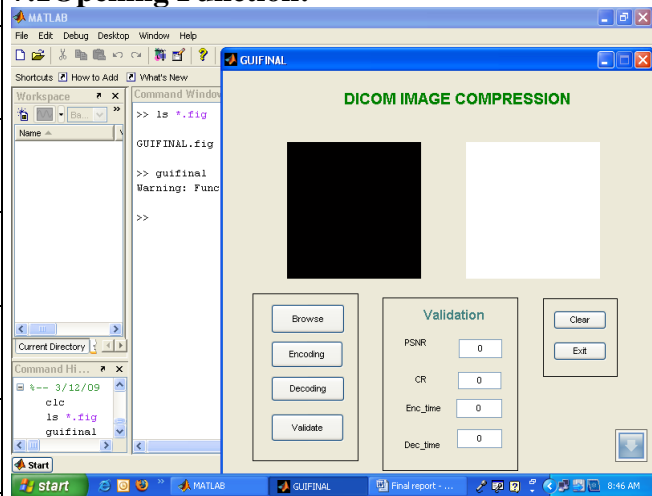 MATLAB
File Edit Debug Desktop Window Help
Shortcuts How to Add What's New
Workspace
Ba...
Name
Command Window
>> ls *.fig
GUIFINAL.fig
>> guifinal
Warning: Func
>>
Current Directory
Command Hi...
%-- 3/12/09
clc
ls *.fig
guifinal
Start
GUIFINAL
DICOM IMAGE COMPRESSION
Browse
Encoding
Decoding
Validate
Validation
PSNR 0
CR 0
Enc_time 0
Dec_time 0
Clear
Exit
start MATLAB GUIFINAL Final report - ... 8:46 AM